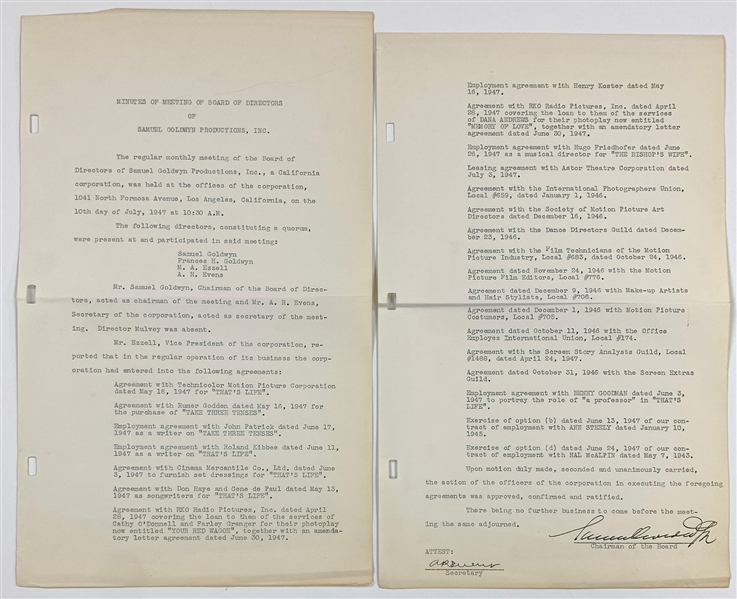 MINUTES OF MEETING OF BOARD OF DIRECTORS
OF
SAMUEL GOLDWYN PRODUCTIONS, INC.
The regular monthly meeting of the Board of
Directors of Samuel Goldwyn Productions, Inc., a California
corporation, was held at the offices of the corporation,
1041 North Formosa Avenue, Los Angeles, California, on the
10th day of July, 1947 at 10:30 A.M.
The following directors, constituting a quorum,
were present at and participated in said meeting:
Samuel Goldwyn
Frances H. Goldwyn
M. A. Ezzell
A. R. Evens
Mr. Samuel Goldwyn, Chairman of the Board of Direc-
tors, acted as chairman of the meeting and Mr. A. R. Evens,
Secretary of the corporation, acted as secretary of the meet-
ing. Director Mulvey was absent.
Mr. Ezzell, Vice President of the corporation, re-
ported that in the regular operation of its business the corp-
oration had entered into the following agreements:
Agreement with Technicolor Motion Picture Corporation
dated May 16, 1947 for "THAT'S LIFE".
Agreement with Rumer Godden dated May 16, 1947 for
the purchase of "TAKE THREE TENSES".
Employment agreement with John Patrick dated June 17,
1947 as a writer on "TAKE THREE TENSES".
Employment agreement with Roland Kibbee dated June 11,
1947 as a writer on "THAT'S LIFE".
Agreement with Cinema Mercantile Co., Ltd. dated June
3, 1947 to furnish set dressings for "THAT'S LIFE".
Agreement with Don Raye and Gene de Paul dated May 13,
1947 as songwriters for "THAT'S LIFE".
Agreement with RKO Radio Pictures, Inc. dated April
28, 1947 covering the loan to them of the services of
Cathy O'Donnell and Farley Granger for their photoplay
now entitled "YOUR RED WAGON", together with an amenda-
tory letter agreement dated June 30, 1947.
Employment agreement with Henry Koster dated May
16, 1947.
Agreement with RKO Radio Pictures, Inc. dated April
28, 1947 covering the loan to them of the services
of DANA ANDREWS for their photoplay now entitled
"MEMORY OF LOVE", together with an amendatory letter
agreement dated June 30, 1947.
Employment agreement with Hugo Friedhofer dated June
26, 1947 as a musical director for "THE BISHOP'S WIFE".
Leasing agreement with Astor Theatre Corporation dated
July 3, 1947.
Agreement with the International Photographers Union,
Local #659, dated January 1, 1946.
Agreement with the Society of Motion Picture Art
Directors dated December 16, 1946.
Agreement with the Dance Directors Guild dated Decem-
ber 23, 1946.
Agreement with the Film Technicians of the Motion
Picture Industry, Local #683, dated October 24, 1946.
Agreement dated November 24, 1946 with the Motion
Picture Film Editors, Local #776.
Agreement dated December 9, 1946 with Make-up Artists
and Hair Stylists, Local #706.
Agreement dated December 1, 1946 with Motion Picture
Costumers, Local #705.
Agreement dated October 11, 1946 with the Office
Employes International Union, Local #174.
Agreement with the Screen Story Analysts Guild, Local
#1488, dated April 24, 1947.
Agreement dated October 31, 1946 with the Screen Extras
Guild.
Employment agreement with BENNY GOODMAN dated June 3,
1947 to portray the role of "a professor" in "THAT'S
LIFE".
Exercise of option (b) dated June 13, 1947 of our con-
tract of employment with ANN STEELY dated January 10,
1945.
Exercise of option (d) dated June 24, 1947 of our con-
tract of employment with HAL McALPIN dated May 7, 1943.
Upon motion duly made, seconded and unanimously carried,
the action of the officers of the corporation in executing the foregoing
agreements was approved, confirmed and ratified.
There being no further business to come before the meet-
ing the same adjourned.
Samuel Goldwyn
Chairman of the Board
ATTEST:
A R Evens
Secretary